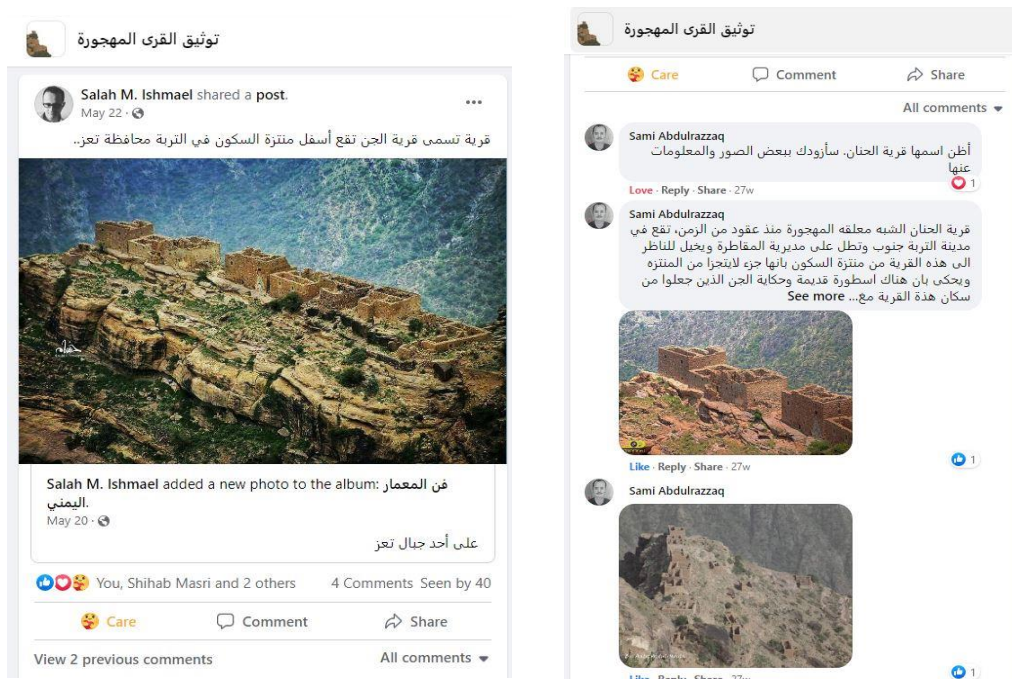 توثيق القرى المهجورة
Salah M. Ishmael shared a post.
May 22 ·
قرية تسمى قرية الجن تقع أسفل منتزة السكون في التربة محافظة تعز..
Salah M. Ishmael added a new photo to the album: فن المعمار
اليمني.
May 20 ·
على أحد جبال تعز
You, Shihab Masri and 2 others 4 Comments Seen by 40
Care Comment Share
View 2 previous comments All comments
توثيق القرى المهجورة
Care Comment Share
All comments
Sami Abdulrazzaq
أظن اسمها قرية الحنان. سأزودك ببعض الصور والمعلومات
عنها
1
Love · Reply · Share · 27w
Sami Abdulrazzaq
قرية الحنان الشبه معلقه المهجورة منذ عقود من الزمن، تقع في
مدينة التربة جنوب وتطل على مديرية المقاطرة ويخيل للناظر
الى هذه القرية من منتزة السكون بانها جزء لايتجزا من المنتزه
ويحكى بان هناك اسطورة قديمة وحكاية الجن الذين جعلوا من
سكان هذة القرية مع... See more
Like · Reply · Share · 27w 1
Sami Abdulrazzaq
Like Reply Share 27w 1